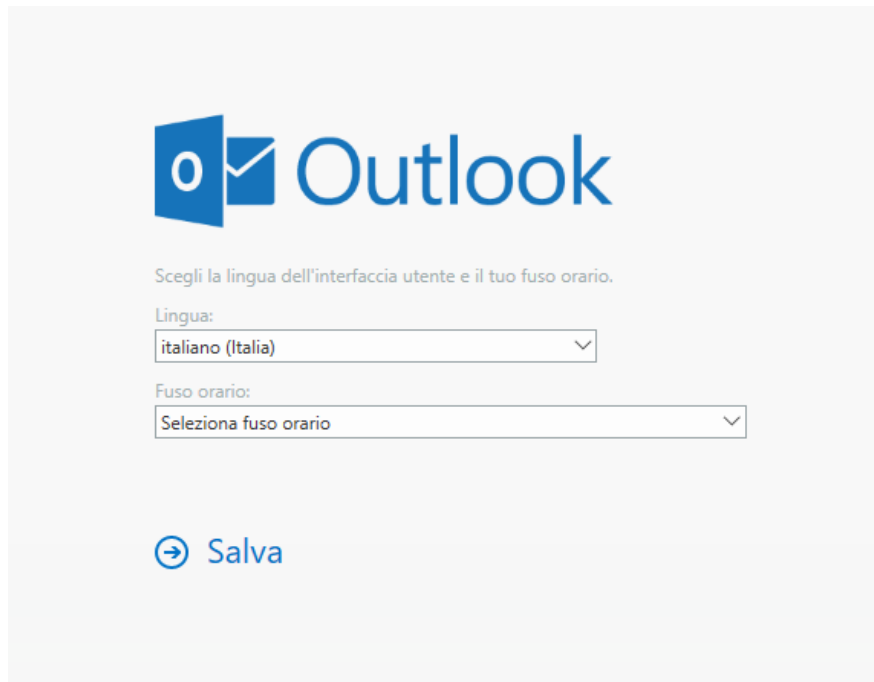 Outlook
Scegli la lingua dell'interfaccia utente e il tuo fuso orario.
Lingua:
italiano (Italia)
Fuso orario:
Seleziona fuso orario
Salva